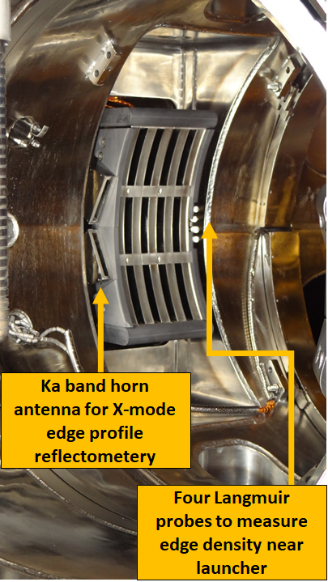 Ka band horn
antenna for X-mode
edge profile
reflectometery
Four Langmuir
probes to measure
edge density near
launcher